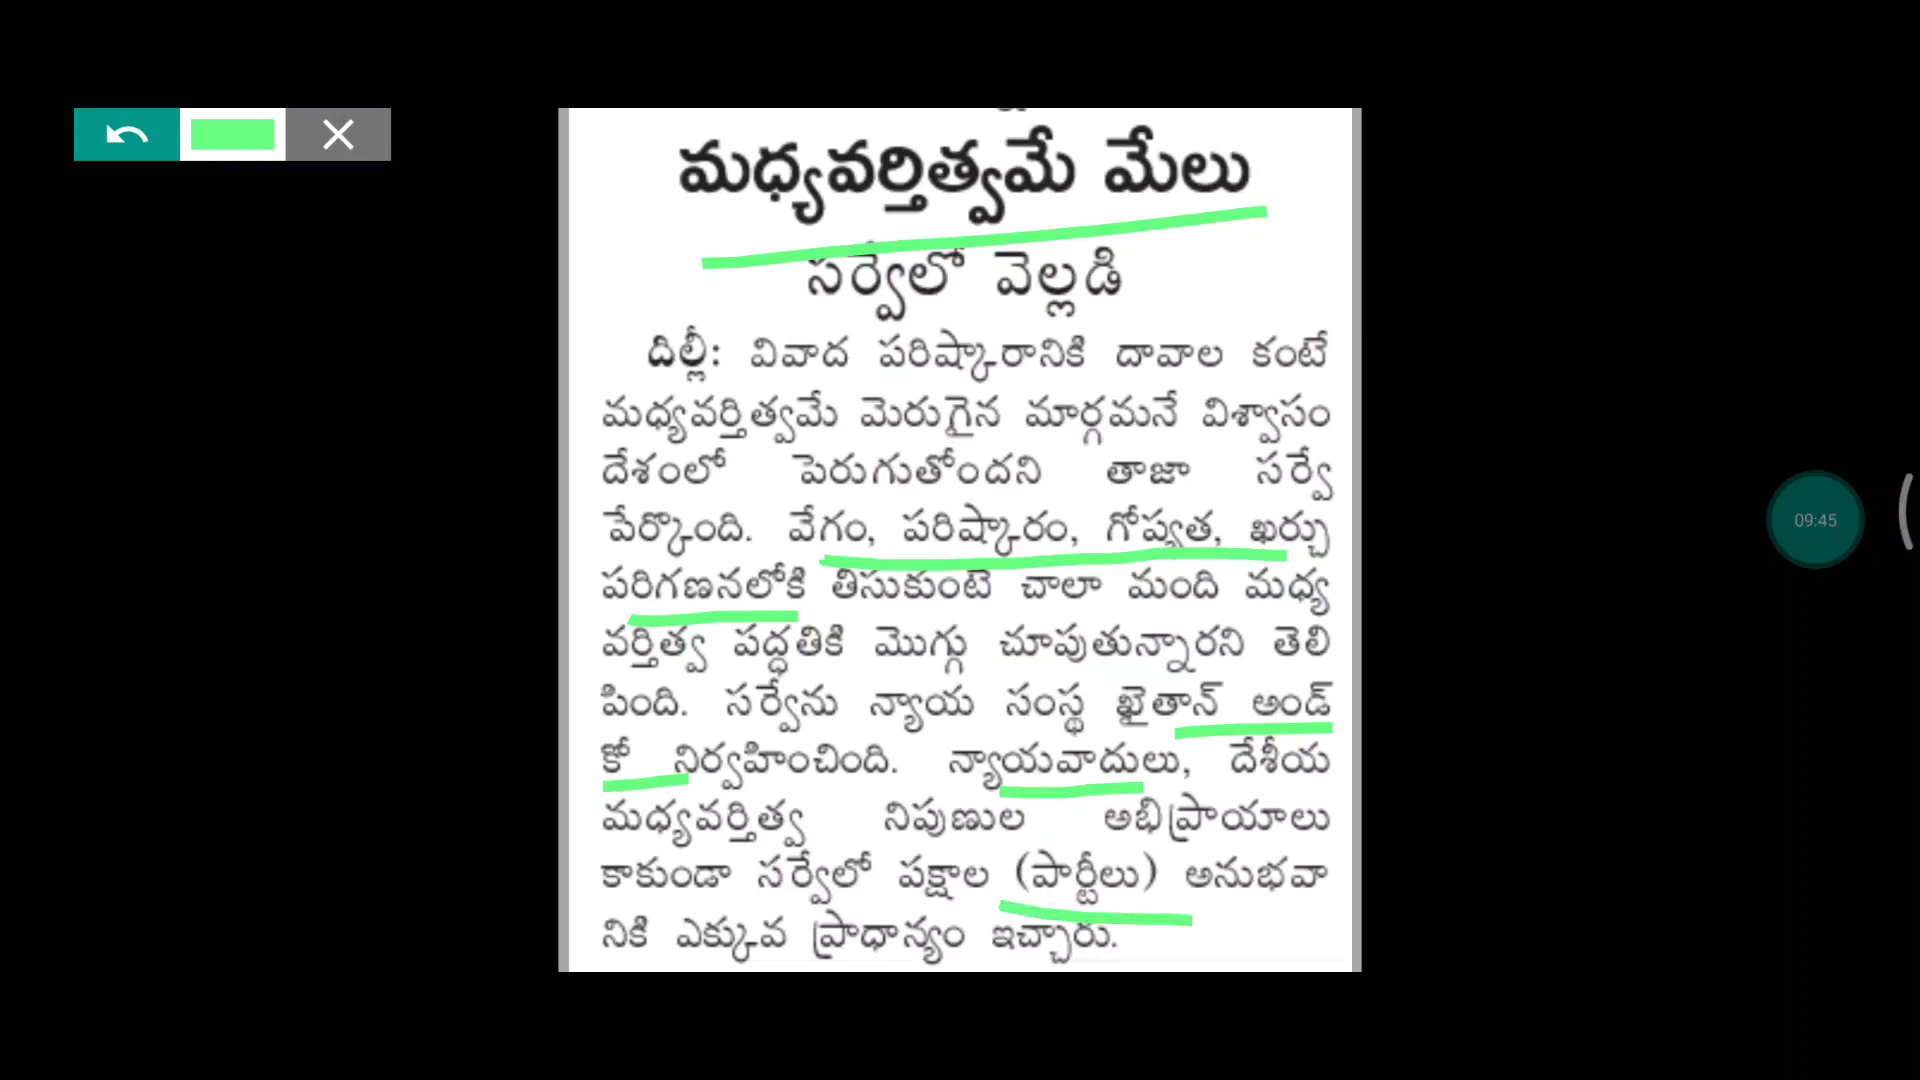 మధ్యవర్తిత్వమే మేలు
సర్వేలో వెల్లడి
దిల్లీ: వివాద పరిష్కారానికి దావాల కంటే
మధ్యవర్తిత్వమే మెరుగైన మార్గమనే విశ్వాసం
దేశంలో పెరుగుతోందని తాజా సర్వే
పేర్కొంది. వేగం, పరిష్కారం, గోప్యత, ఖర్చు
పరిగణనలోకి తీసుకుంటే చాలా మంది మధ్య
వర్తిత్వ పద్ధతికి మొగ్గు చూపుతున్నారని తెలి
పింది. సర్వేను న్యాయ సంస్థ ఖైతాన్ అండ్
కో నిర్వహించింది. న్యాయవాదులు, దేశీయ
మధ్యవర్తిత్వ నిపుణుల అభిప్రాయాలు
కాకుండా సర్వేలో పక్షాల (పార్టీలు) అనుభవా
నికి ఎక్కువ ప్రాధాన్యం ఇచ్చారు.
09:45